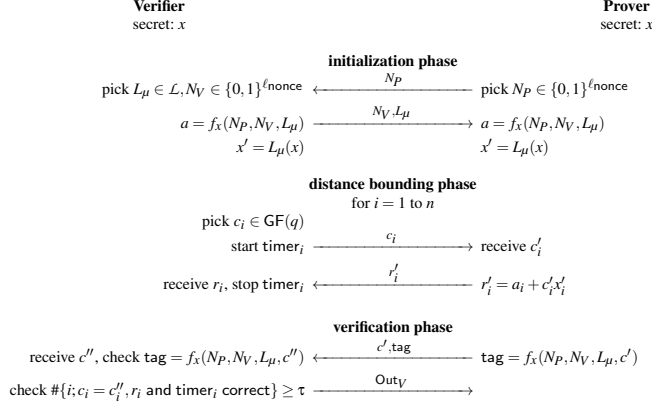 Verifier Prover
secret: x secret: x
initialization phase
pick L_μ ∈ 𝓛, N_V ∈ {0,1}^ℓnonce N_P pick N_P ∈ {0,1}^ℓnonce
a = f_x(N_P, N_V, L_μ) N_V, L_μ a = f_x(N_P, N_V, L_μ)
x′ = L_μ(x) x′ = L_μ(x)
distance bounding phase
for i = 1 to n
pick c_i ∈ GF(q)
start timer_i c_i receive c′_i
receive r_i, stop timer_i r′_i r′_i = a_i + c′_i x′_i
verification phase
receive c″, check tag = f_x(N_P, N_V, L_μ, c″) c′, tag tag = f_x(N_P, N_V, L_μ, c′)
check #{i; c_i = c″_i, r_i and timer_i correct} ≥ τ Out_V